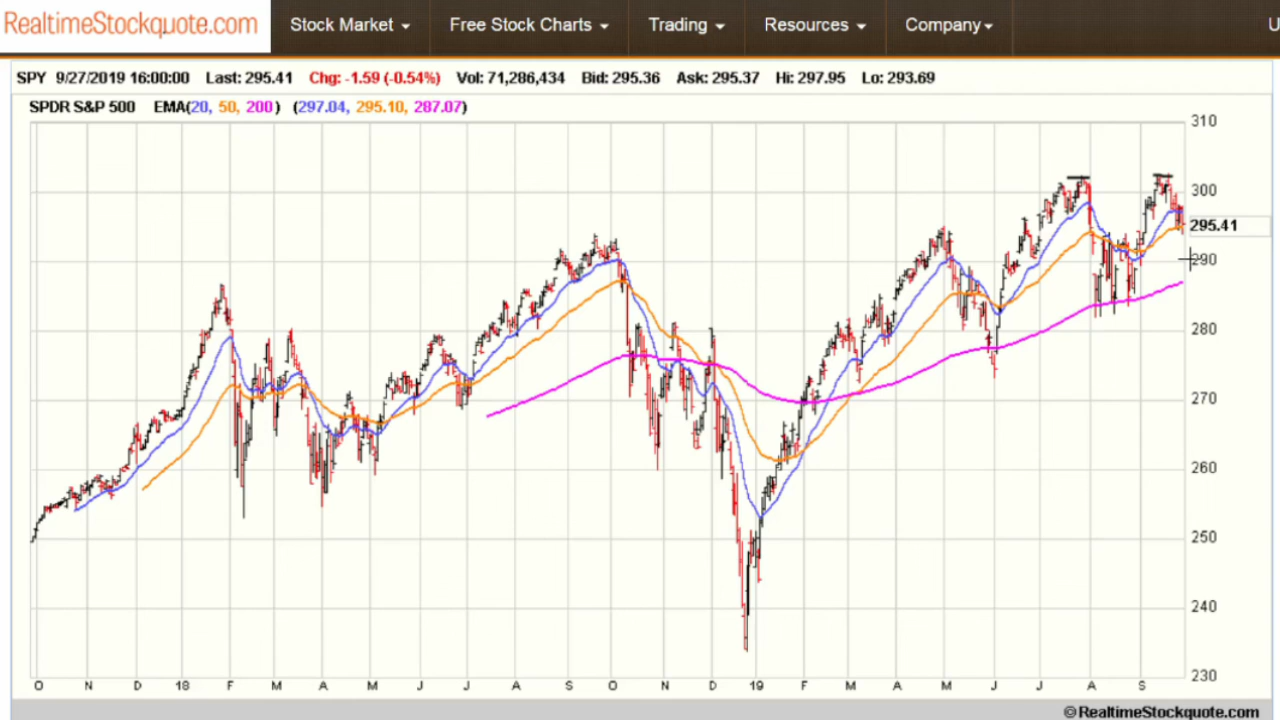 RealtimeStockquote.com Stock Market Free Stock Charts Trading Resources Company U
SPY 9/27/2019 16:00:00 Last: 295.41 Chg: -1.59 (-0.54%) Vol: 71,286,434 Bid: 295.36 Ask: 295.37 Hi: 297.95 Lo: 293.69
SPDR S&P 500 EMA(20, 50, 200) (297.04, 295.10, 287.07)
310
300
295.41
290
280
270
260
250
240
230
O N D 18 F M A M J J A S O N D 19 F M A M J J A S
© RealtimeStockquote.com